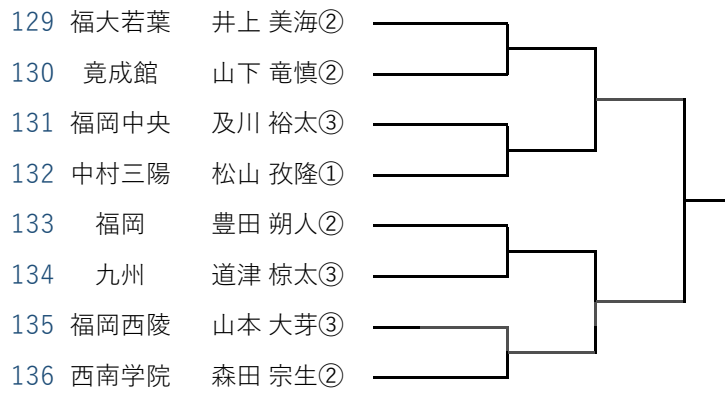 129 福大若葉 井上 美海②
130 竟成館 山下 竜慎②
131 福岡中央 及川 裕太③
132 中村三陽 松山 孜隆①
133 福岡 豊田 朔人②
134 九州 道津 椋太③
135 福岡西陵 山本 大芽③
136 西南学院 森田 宗生②